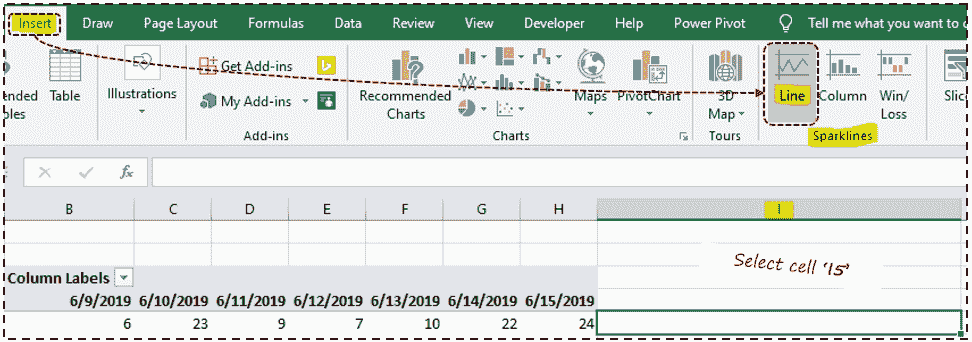 Insert Draw Page Layout Formulas Data Review View Developer Help Power Pivot Tell me what you want to
Get Add-ins
My Add-ins
Table
Illustrations
Recommended
Charts
Maps
PivotChart
3D
Map
Line
Column
Win/
Loss
Add-ins Charts Tours Sparklines
fx
B C D E F G H I
Select cell 'I5'
Column Labels
6/9/2019 6/10/2019 6/11/2019 6/12/2019 6/13/2019 6/14/2019 6/15/2019
6 23 9 7 10 22 24